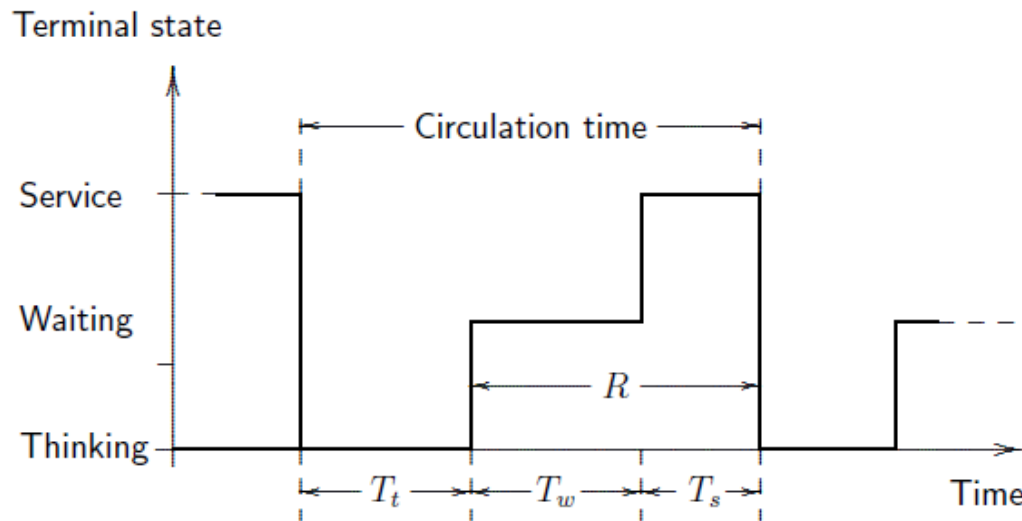 Terminal state
Circulation time
Service
Waiting
R
Thinking
T_t T_w T_s
Time